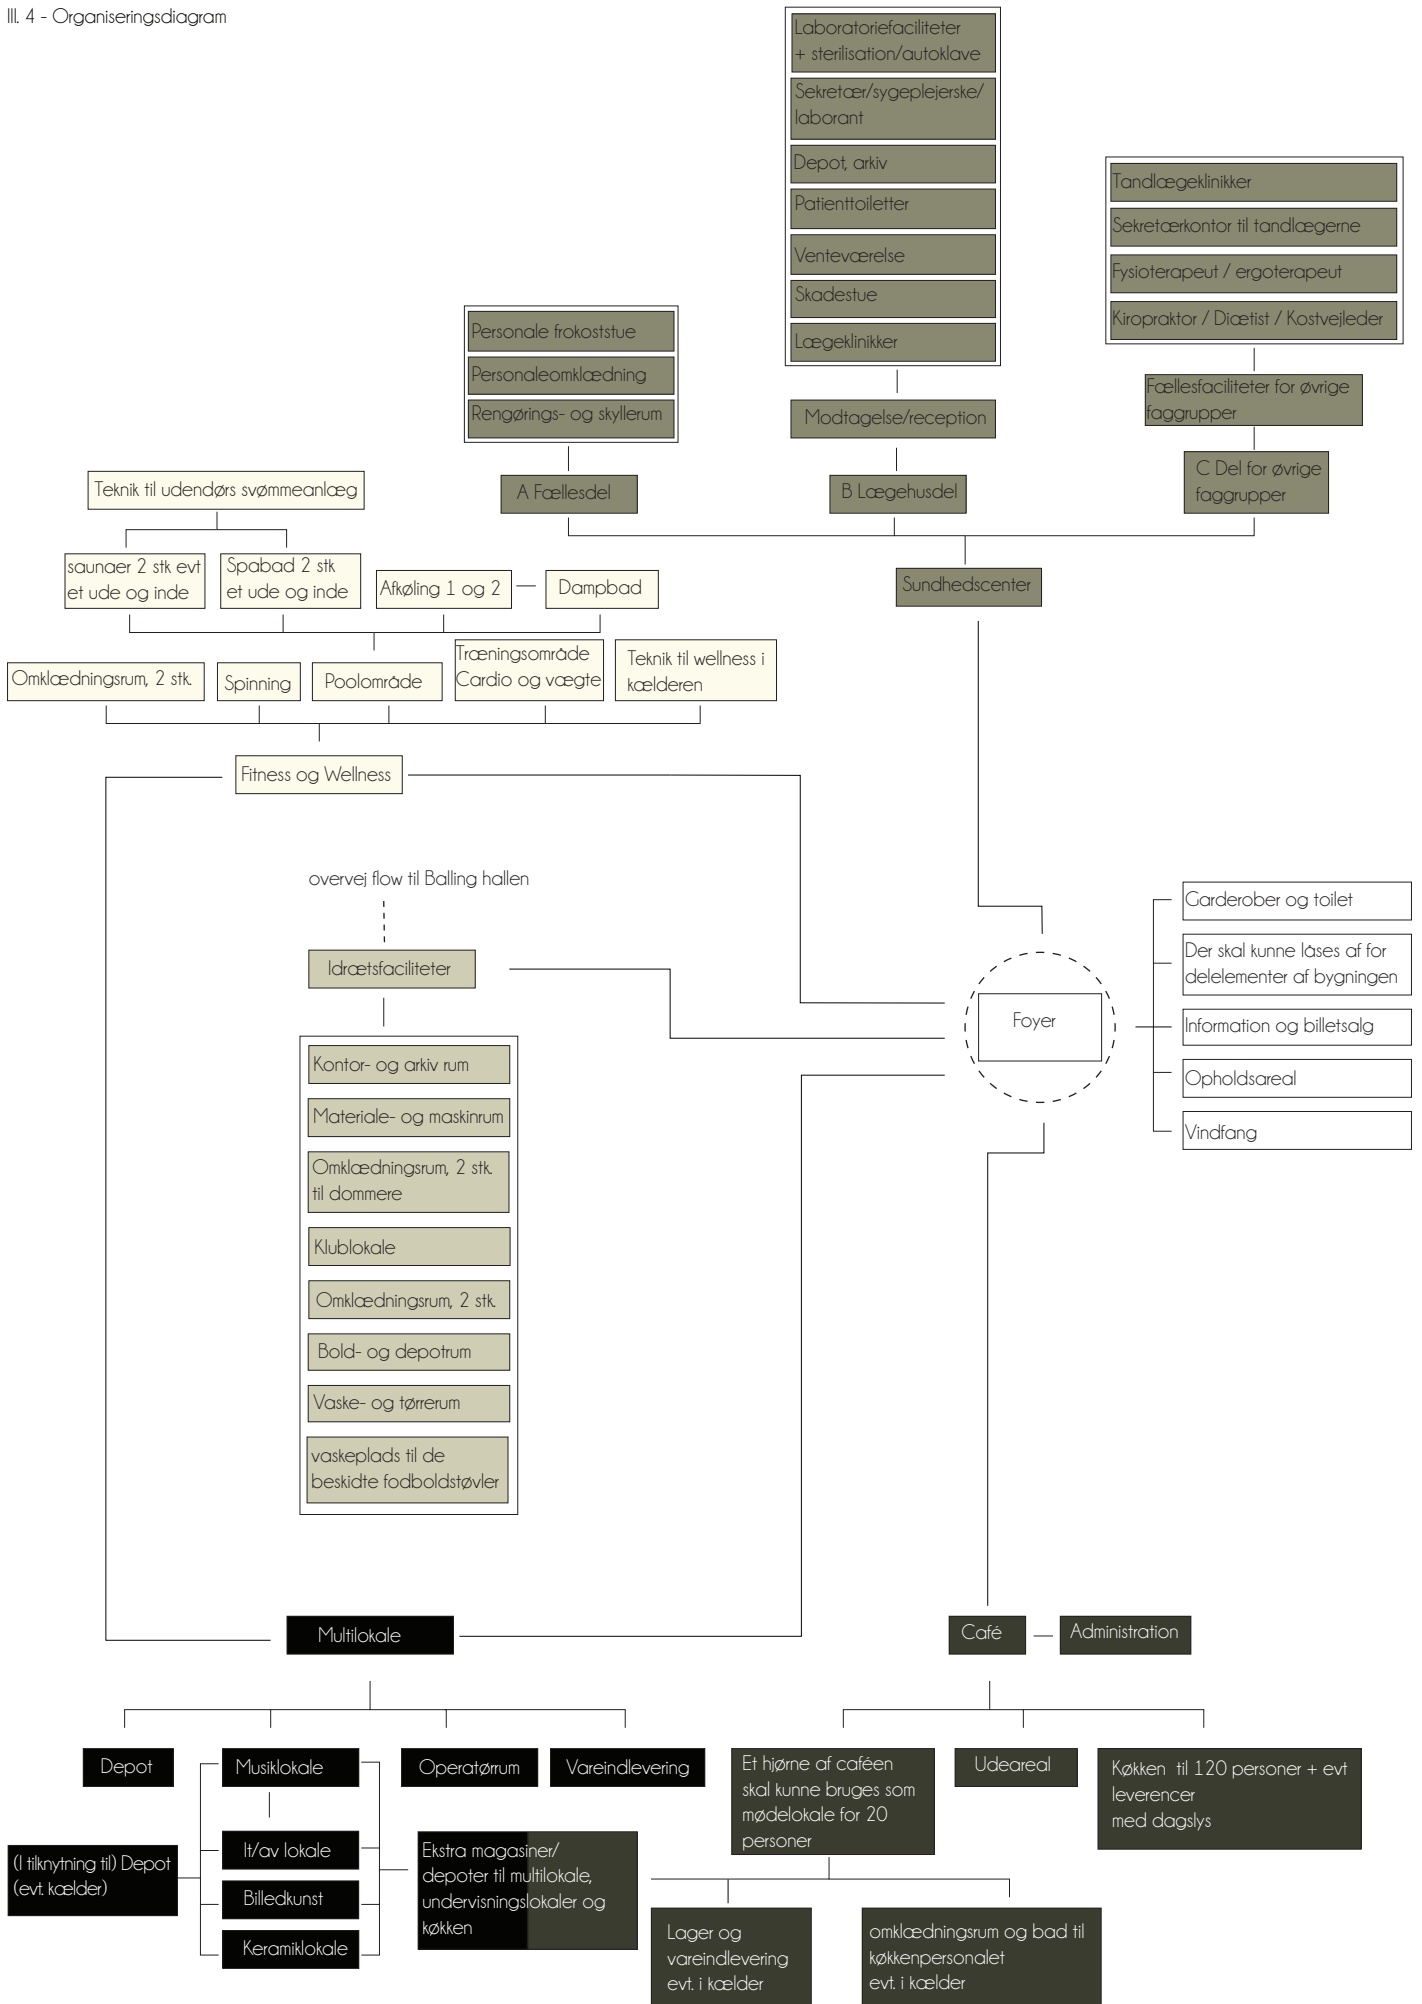 Ill. 4 - Organiseringsdiagram
Laboratoriefaciliteter
+ sterilisation/autoklave
Sekretær/sygeplejerske/
laborant
Depot, arkiv
Patienttoiletter
Venteværelse
Skadestue
Lægeklinikker
Modtagelse/reception
B Lægehusdel
Tandlægeklinikker
Sekretærkontor til tandlægerne
Fysioterapeut / ergoterapeut
Kiropraktor / Diætist / Kostvejleder
Fællesfaciliteter for øvrige
faggrupper
C Del for øvrige
faggrupper
Personale frokoststue
Personaleomklædning
Rengørings- og skyllerum
A Fællesdel
Sundhedscenter
Teknik til udendørs svømmeanlæg
saunaer 2 stk evt
et ude og inde
Spabad 2 stk
et ude og inde
Afkøling 1 og 2
Dampbad
Omklædningsrum, 2 stk.
Spinning
Poolområde
Træningsområde
Cardio og vægte
Teknik til wellness i
kælderen
Fitness og Wellness
overvej flow til Balling hallen
Idrætsfaciliteter
Kontor- og arkiv rum
Materiale- og maskinrum
Omklædningsrum, 2 stk.
til dommere
Klublokale
Omklædningsrum, 2 stk.
Bold- og depotrum
Vaske- og tørrerum
vaskeplads til de
beskidte fodboldstøvler
Foyer
Garderober og toilet
Der skal kunne låses af for
delelementer af bygningen
Information og billetsalg
Opholdsareal
Vindfang
Multilokale
Café
Administration
Depot
Musiklokale
Operatørrum
Vareindlevering
It/av lokale
Billedkunst
Keramiklokale
(I tilknytning til) Depot
(evt. kælder)
Ekstra magasiner/
depoter til multilokale,
undervisningslokaler og
køkken
Et hjørne af caféen
skal kunne bruges som
mødelokale for 20
personer
Udeareal
Køkken til 120 personer + evt
leverencer
med dagslys
Lager og
vareindlevering
evt. i kælder
omklædningsrum og bad til
køkkenpersonalet
evt. i kælder